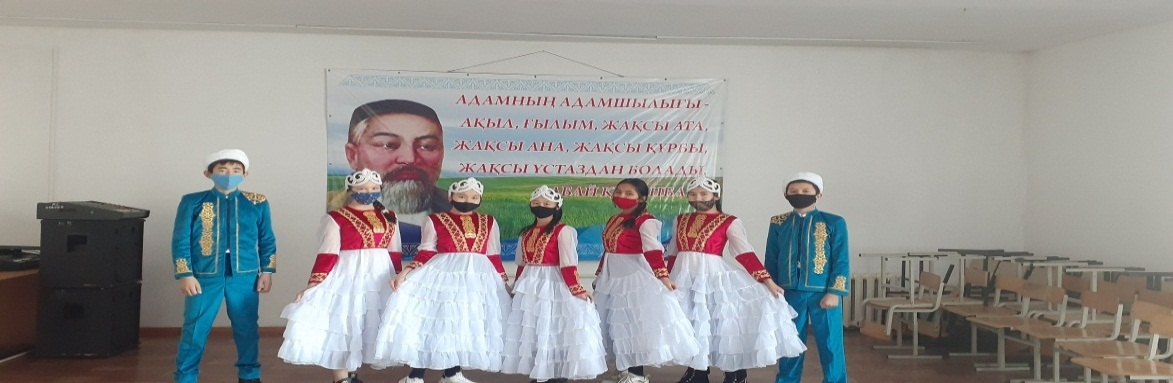 АДАМНЫҢ АДАМШЫЛЫҒЫ-
АҚЫЛ, ҒЫЛЫМ, ЖАҚСЫ АТА,
ЖАҚСЫ АНА, ЖАҚСЫ ҚҰРБЫ,
ЖАҚСЫ ҰСТАЗДАН БОЛАДЫ.